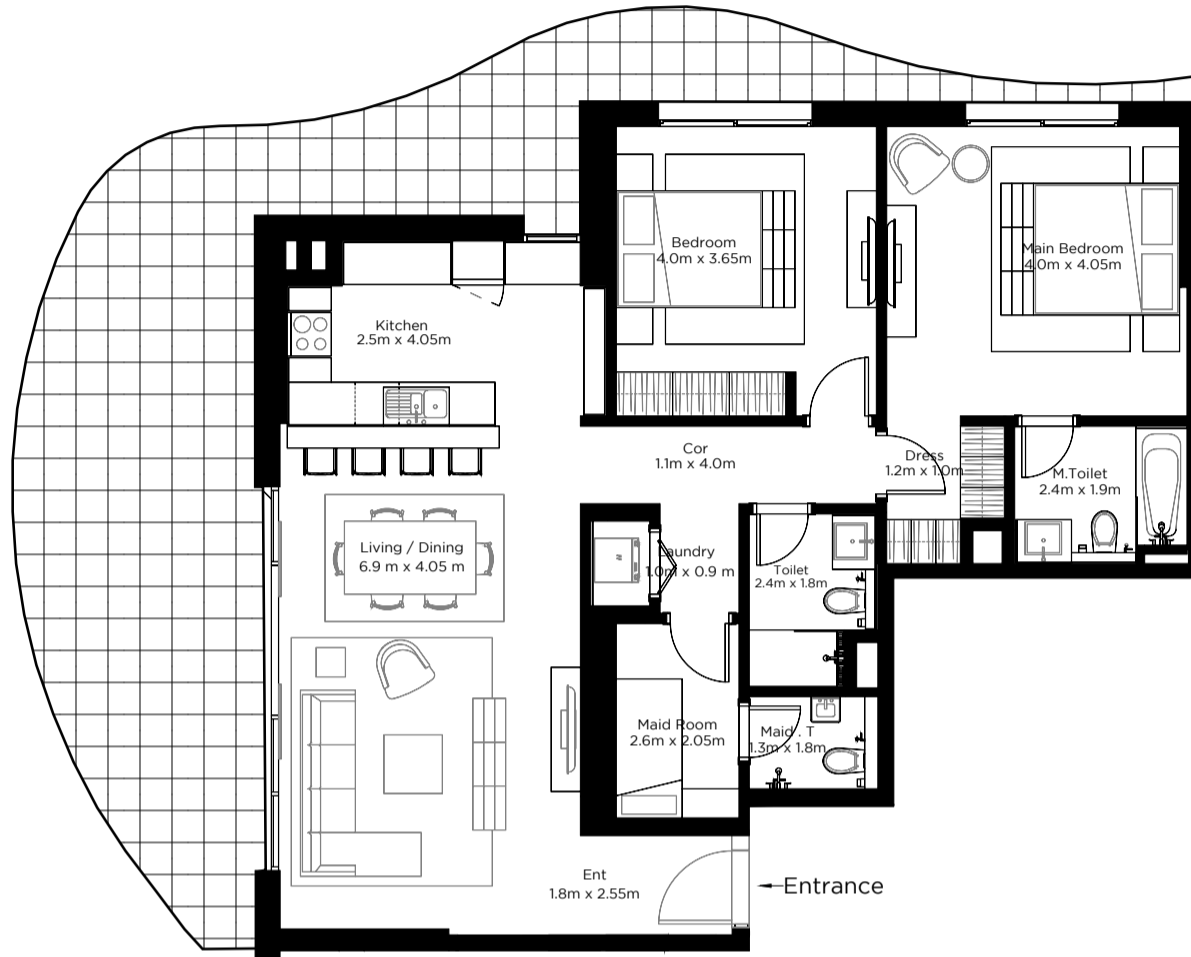 Bedroom
4.0m x 3.65m
Main Bedroom
4.0m x 4.05m
Kitchen
2.5m x 4.05m
Cor
1.1m x 4.0m
Dress
1.2m x 1.0m
M.Toilet
2.4m x 1.9m
Living / Dining
6.9 m x 4.05 m
Laundry
1.0m x 0.9 m
Toilet
2.4m x 1.8m
Maid Room
2.6m x 2.05m
Maid . T
1.3m x 1.8m
Ent
1.8m x 2.55m
Entrance